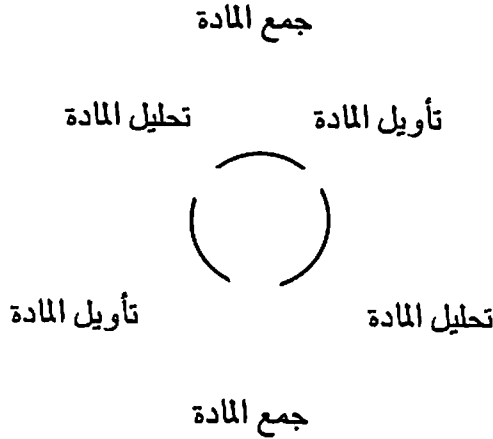 جمع المادة
تأويل المادة
تحليل المادة
تحليل المادة
تأويل المادة
جمع المادة